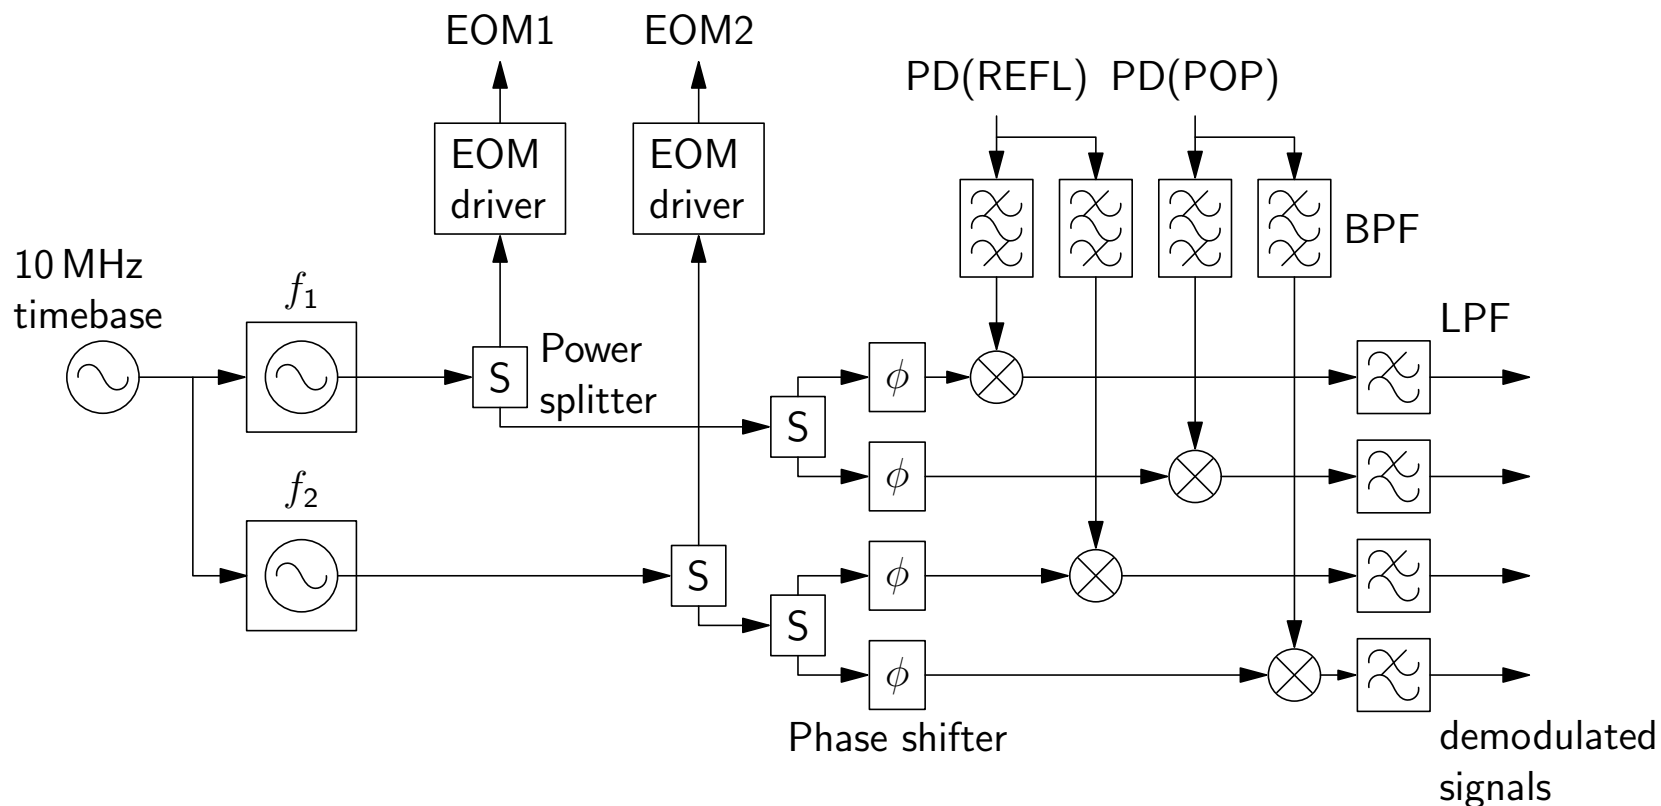 EOM1
EOM2
PD(REFL)
PD(POP)
EOM
driver
EOM
driver
BPF
10 MHz
timebase
f1
Power
splitter
S
LPF
ϕ
S
ϕ
f2
S
ϕ
S
ϕ
Phase shifter
demodulated
signals